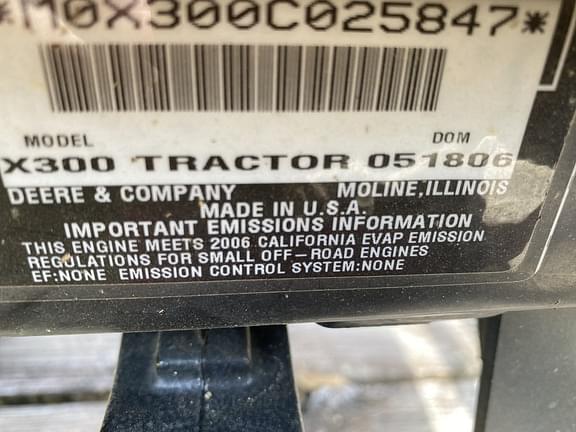 *M0X300C025847*
MODEL DOM
X300 TRACTOR 051806
DEERE & COMPANY MOLINE, ILLINOIS
MADE IN U.S.A.
IMPORTANT EMISSIONS INFORMATION
THIS ENGINE MEETS 2006 CALIFORNIA EVAP EMISSION
REGULATIONS FOR SMALL OFF-ROAD ENGINES
EF:NONE EMISSION CONTROL SYSTEM:NONE